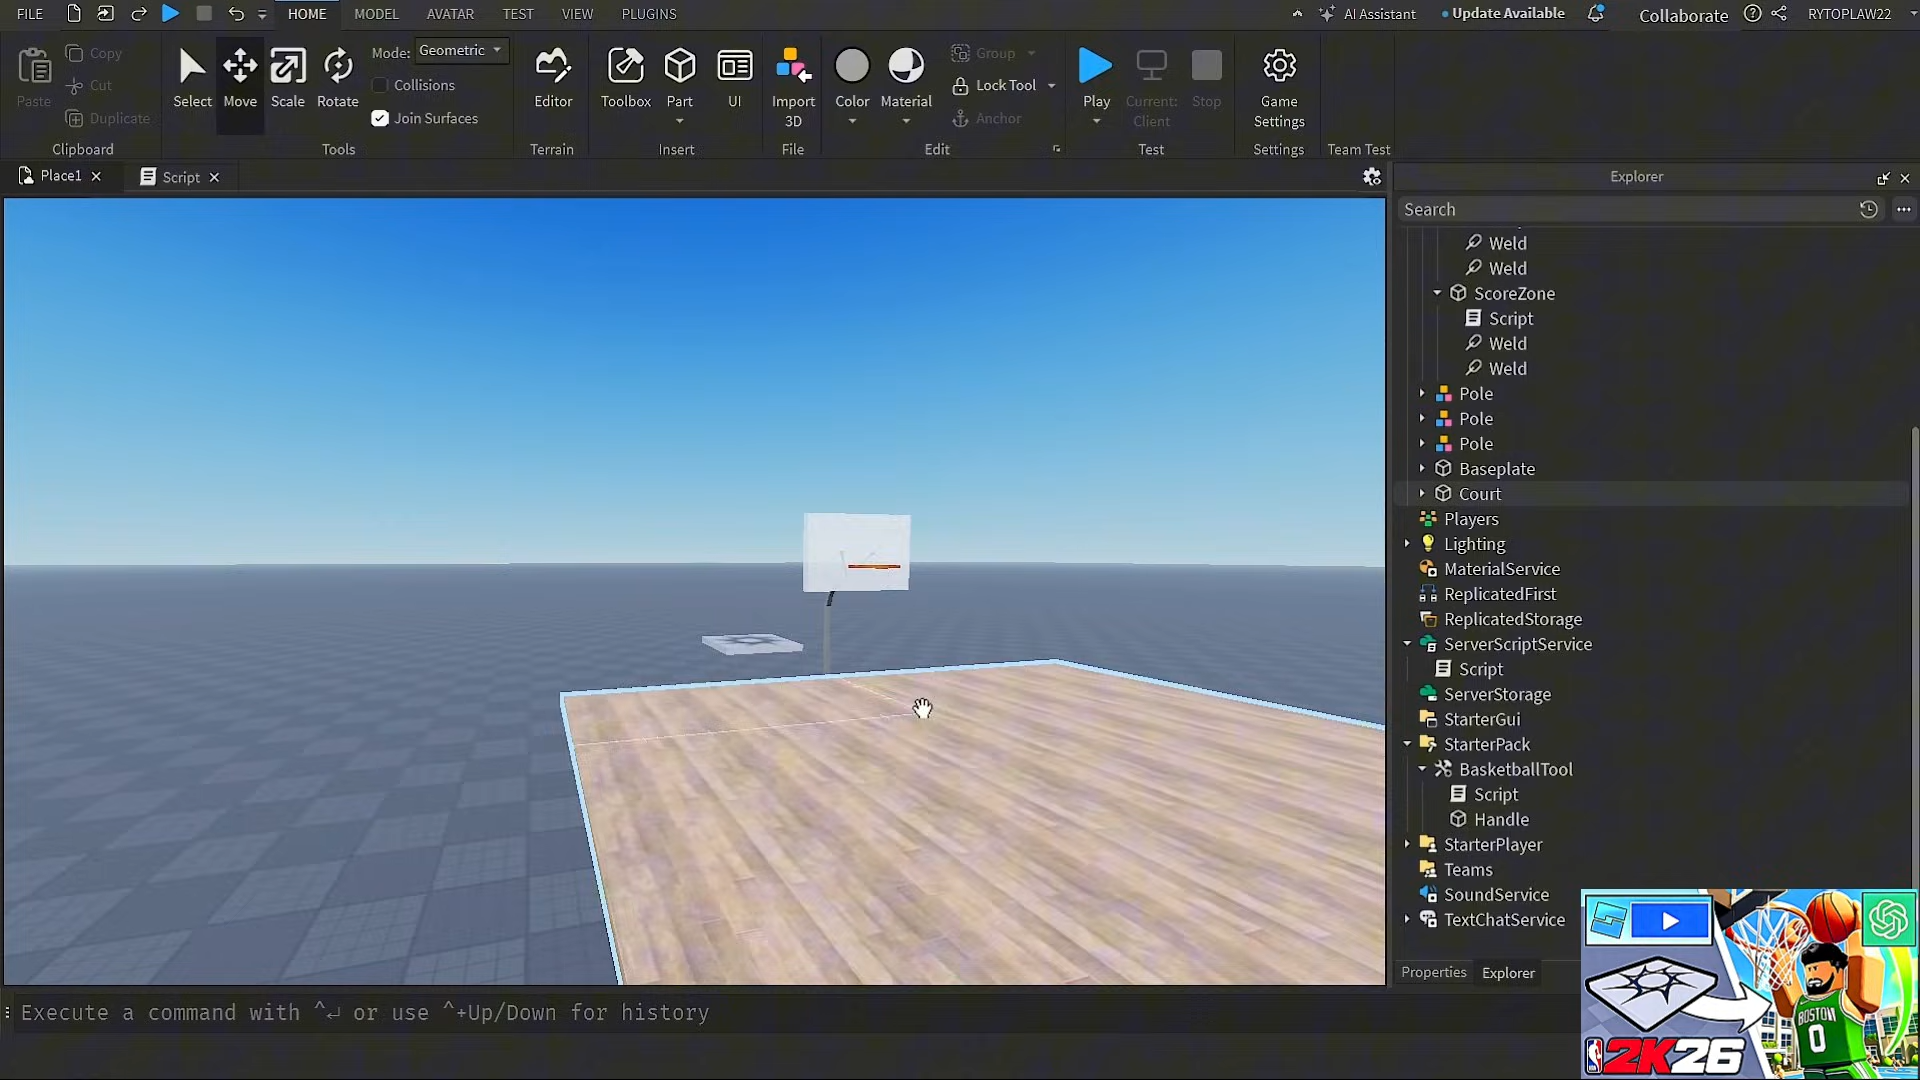 FILE
HOME
MODEL
AVATAR
TEST
VIEW
PLUGINS
AI Assistant
Update Available
Collaborate
RYTOPLAW22
Paste
Copy
Cut
Duplicate
Clipboard
Select
Move
Scale
Rotate
Mode:
Geometric
Collisions
Join Surfaces
Tools
Editor
Terrain
Toolbox
Part
UI
Insert
Import
3D
File
Color
Material
Group
Lock Tool
Anchor
Edit
Play
Current:
Client
Stop
Test
Game
Settings
Settings
Team Test
Place1
Script
Explorer
Search
Weld
Weld
ScoreZone
Script
Weld
Weld
Pole
Pole
Pole
Baseplate
Court
Players
Lighting
MaterialService
ReplicatedFirst
ReplicatedStorage
ServerScriptService
Script
ServerStorage
StarterGui
StarterPack
BasketballTool
Script
Handle
StarterPlayer
Teams
SoundService
TextChatService
Properties
Explorer
Execute a command with ^↵ or use ^+Up/Down for history
BOSTON
0
2K26